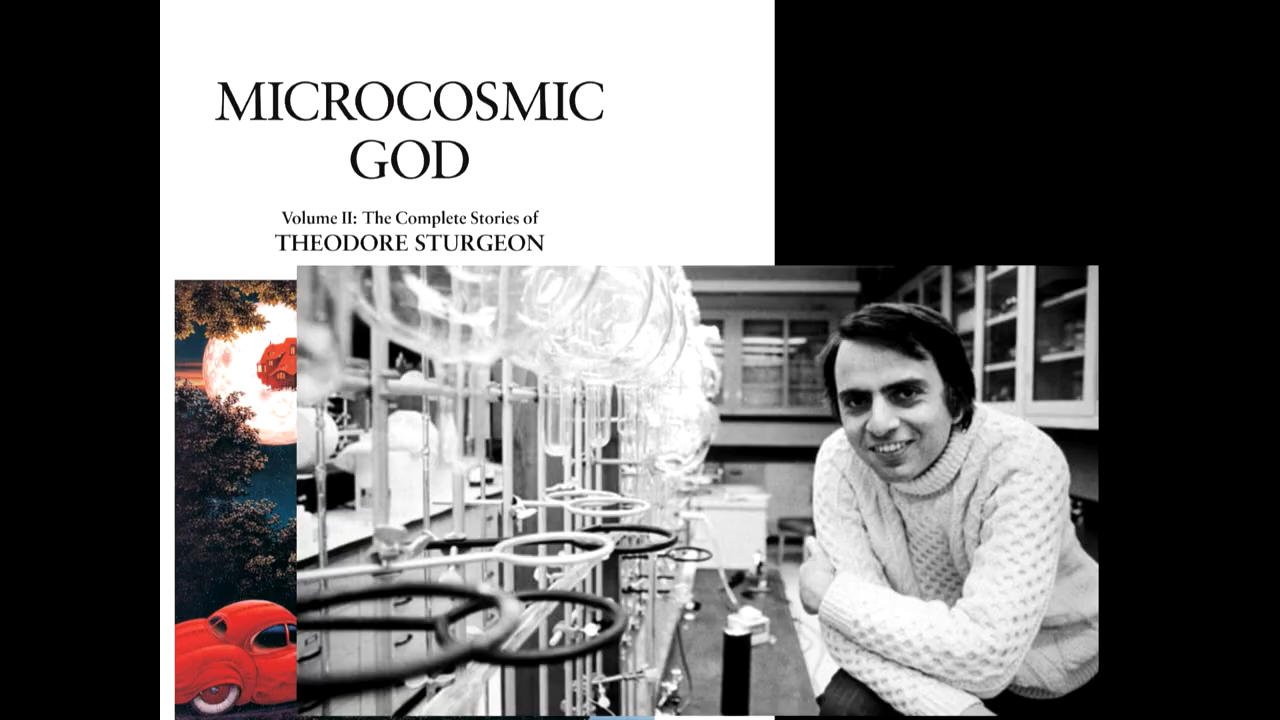 MICROCOSMIC
GOD
Volume II: The Complete Stories of
THEODORE STURGEON